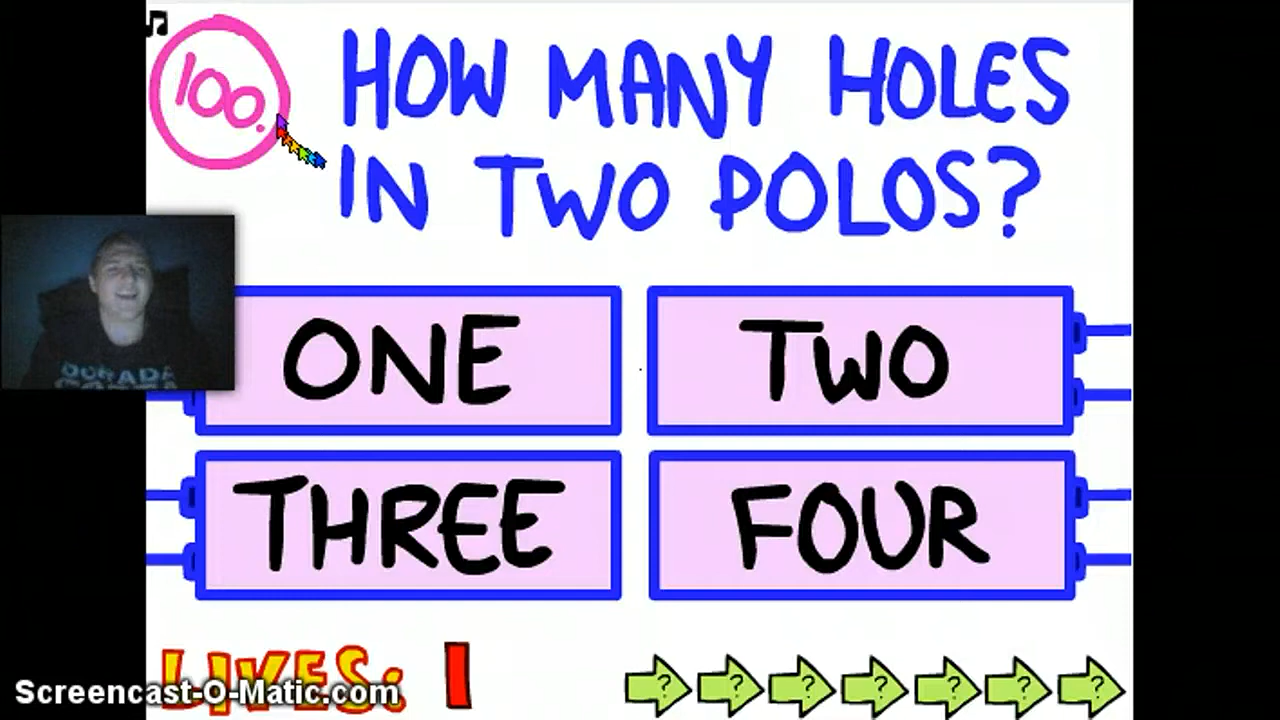 100.
HOW MANY HOLES
IN TWO POLOS?
ONE
TWO
THREE
FOUR
LIVES: 1
? ? ? ? ? ? ?
Screencast-O-Matic.com